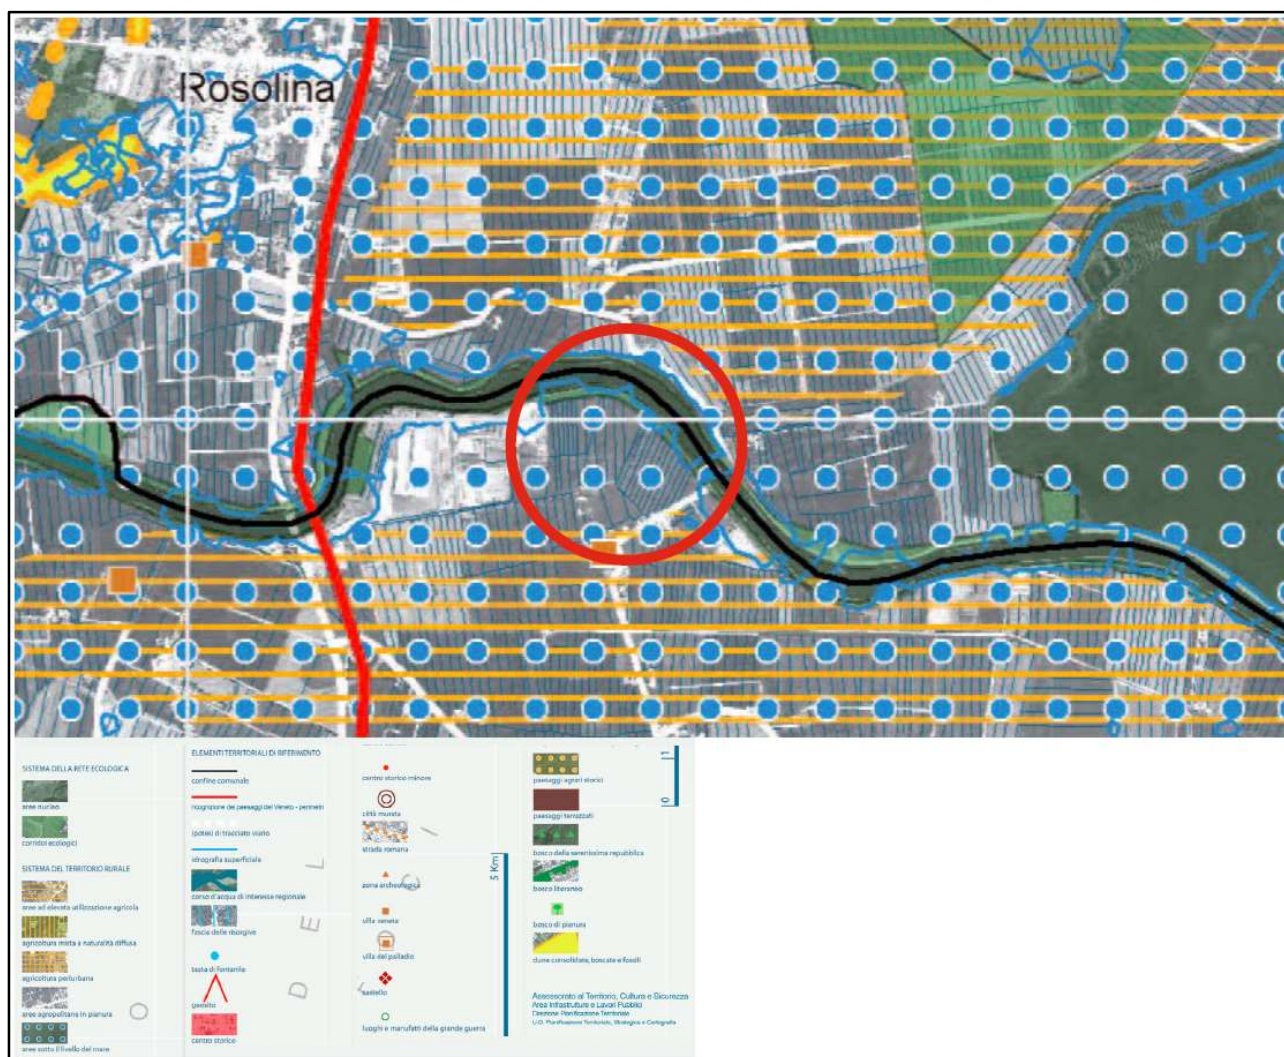 Rosolina
SISTEMA DELLA RETE ECOLOGICA
aree nucleo
corridoi ecologici
SISTEMA DEL TERRITORIO RURALE
aree ad elevata utilizzazione agricola
agricoltura mista a naturalità diffusa
agricoltura periurbana
aree agropolitane in pianura
aree sotto il livello del mare
ELEMENTI TERRITORIALI DI RIFERIMENTO
confine comunale
ricognizione dei paesaggi del Veneto - perimetri
ipotesi di tracciato viario
idrografia superficiale
corso d'acqua di interesse regionale
fascia delle risorgive
testa di fontanile
centro storico
centro storico minore
città murata
strada romana
zona archeologica
villa veneta
villa del palladio
castello
luoghi e manufatti della grande guerra
5 Km
paesaggi agrari storici
paesaggi terrazzati
bosco della serenissima repubblica
bosco litoraneo
bosco di pianura
dune consolidate, boscate e fossili
0
1
Assessorato al Territorio, Cultura e Sicurezza
Area Infrastrutture e Lavori Pubblici
Direzione Pianificazione Territoriale
U.O. Pianificazione Territoriale, Strategica e Cartografia